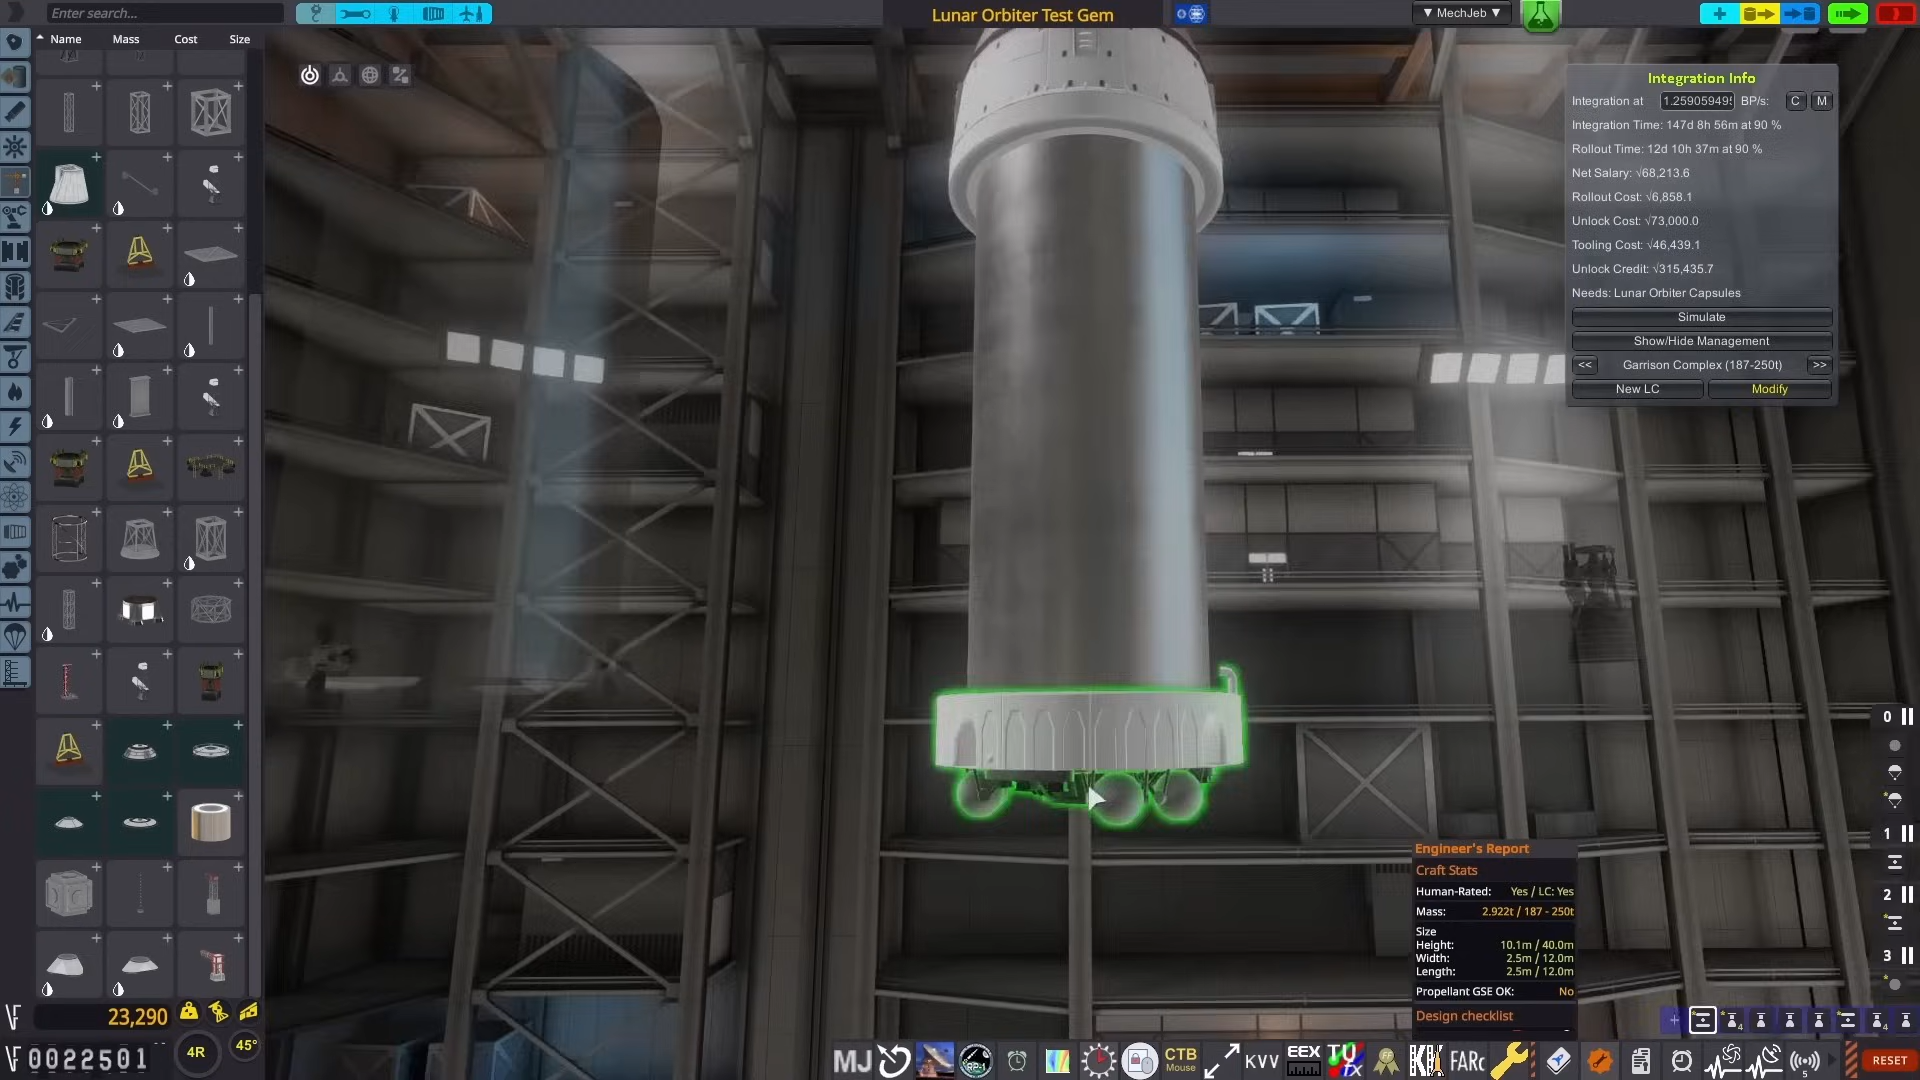 Enter search...
Lunar Orbiter Test Gem
▼ MechJeb ▼
Name Mass Cost Size
Integration Info
Integration at 1.25905949 BP/s: C M
Integration Time: 147d 8h 56m at 90 %
Rollout Time: 12d 10h 37m at 90 %
Net Salary: √68,213.6
Rollout Cost: √6,858.1
Unlock Cost: √73,000.0
Tooling Cost: √46,439.1
Unlock Credit: √315,435.7
Needs: Lunar Orbiter Capsules
Simulate
Show/Hide Management
<< Garrison Complex (187-250t) >>
New LC Modify
0
1
2
3
Engineer's Report
Craft Stats
Human-Rated: Yes / LC: Yes
Mass: 2.922t / 187 - 250t
Size
Height: 10.1m / 40.0m
Width: 2.5m / 12.0m
Length: 2.5m / 12.0m
Propellant GSE OK: No
Design checklist
23,290
0022501
4R
45°
MJ
RP-1
CTB
Mouse
KVV
EEX
TU
fx
FF
FARc
5
RESET